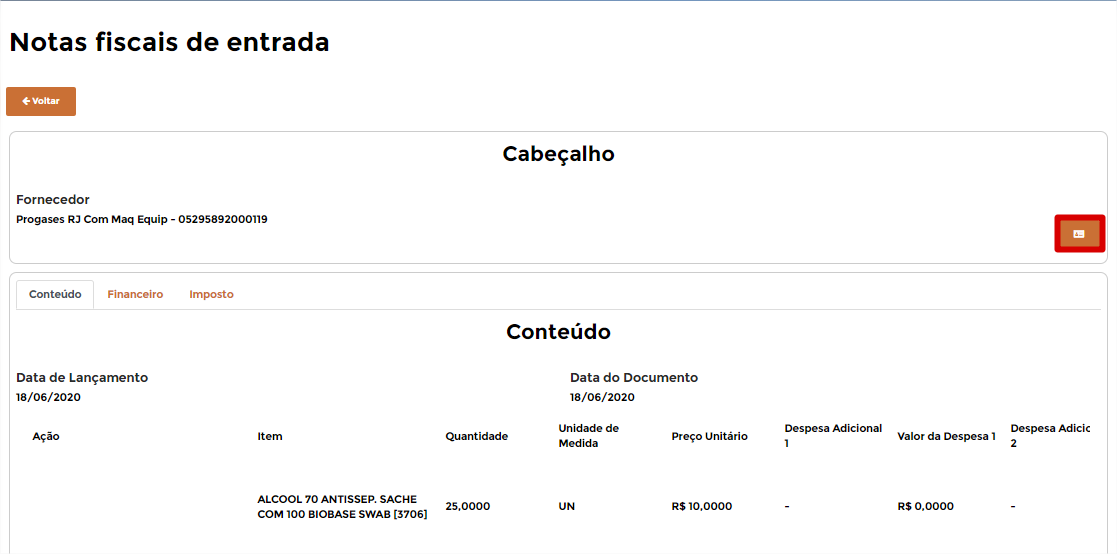 Notas fiscais de entrada
Voltar
Cabeçalho
Fornecedor
Progases RJ Com Maq Equip - 05295892000119
Conteúdo Financeiro Imposto
Conteúdo
Data de Lançamento Data do Documento
18/06/2020 18/06/2020
Ação Item Quantidade Unidade de Medida Preço Unitário Despesa Adicional 1 Valor da Despesa 1 Despesa Adic 2
ALCOOL 70 ANTISSEP. SACHE
COM 100 BIOBASE SWAB [3706] 25,0000 UN R$ 10,0000 - R$ 0,0000 -